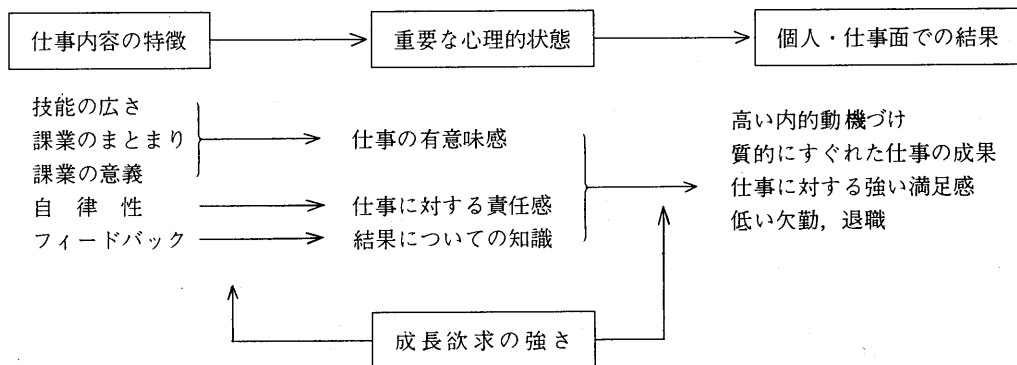 仕事内容の特徴
重要な心理的状態
個人・仕事面での結果
技能の広さ
課業のまとまり
課業の意義
自律性
フィードバック
仕事の有意味感
仕事に対する責任感
結果についての知識
高い内的動機づけ
質的にすぐれた仕事の成果
仕事に対する強い満足感
低い欠勤，退職
成長欲求の強さ